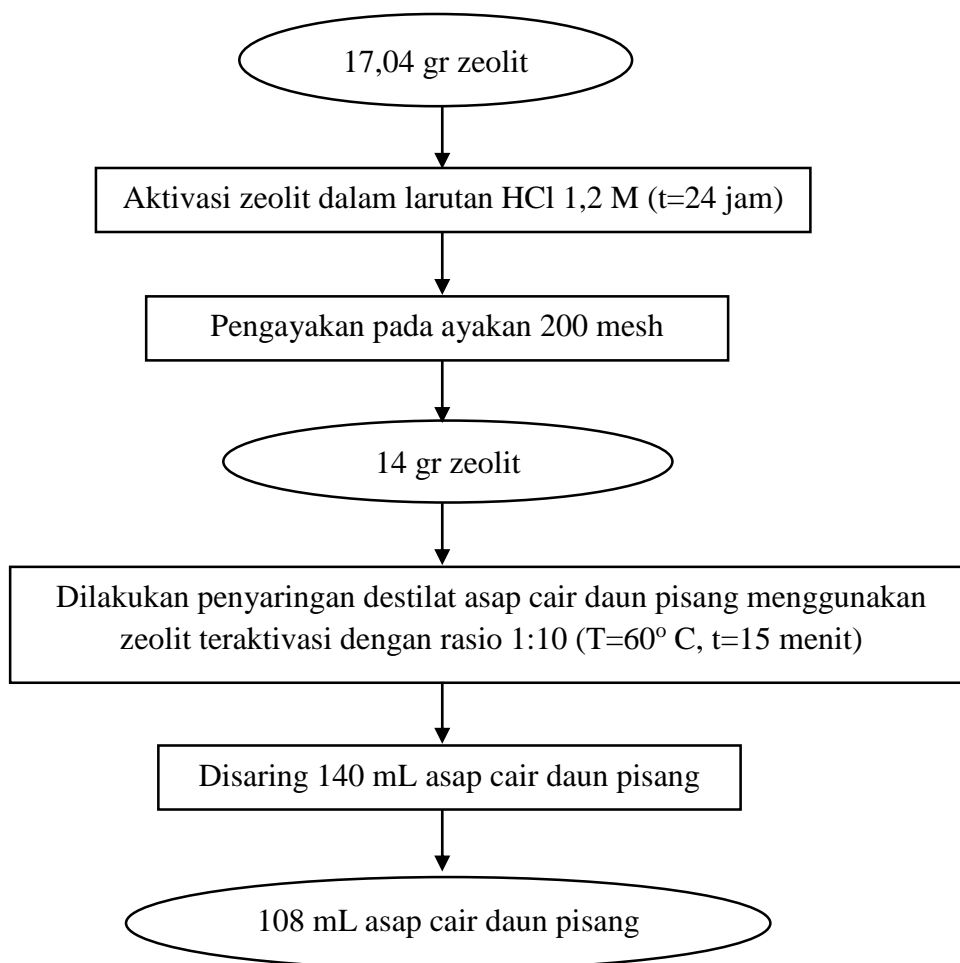 17,04 gr zeolit
Aktivasi zeolit dalam larutan HCl 1,2 M (t=24 jam)
Pengayakan pada ayakan 200 mesh
14 gr zeolit
Dilakukan penyaringan destilat asap cair daun pisang menggunakan
zeolit teraktivasi dengan rasio 1:10 (T=60° C, t=15 menit)
Disaring 140 mL asap cair daun pisang
108 mL asap cair daun pisang